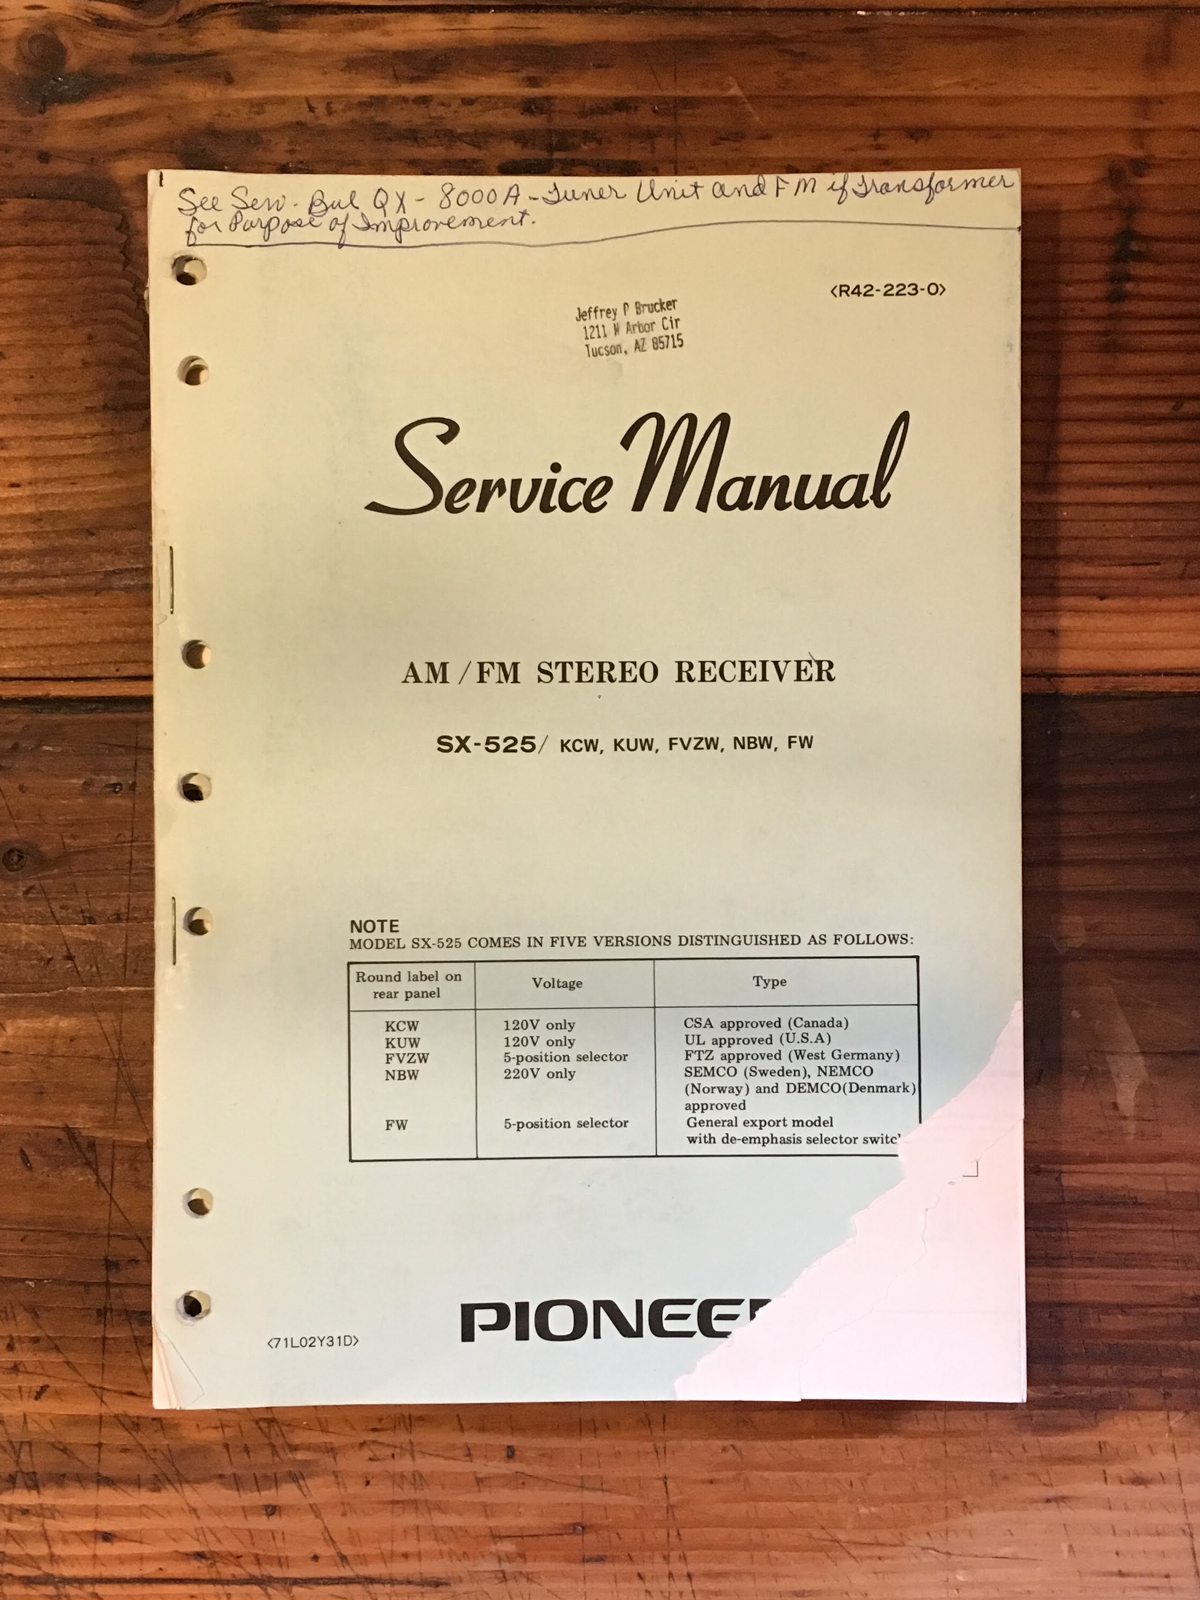 See Serv. Bul QX - 8000A - Tuner Unit and FM if Transformer
for Purpose of Improvement.
<R42-223-0>
Jeffrey P Brucker
1211 N Arbor Cir
Tucson, AZ 85715
Service Manual
AM/FM STEREO RECEIVER
SX-525/ KCW, KUW, FVZW, NBW, FW
NOTE
MODEL SX-525 COMES IN FIVE VERSIONS DISTINGUISHED AS FOLLOWS:
Round label on rear panel Voltage Type
KCW 120V only CSA approved (Canada)
KUW 120V only UL approved (U.S.A)
FVZW 5-position selector FTZ approved (West Germany)
NBW 220V only SEMCO (Sweden), NEMCO
(Norway) and DEMCO(Denmark)
approved
FW 5-position selector General export model
with de-emphasis selector switc
PIONEE
<71L02Y31D>